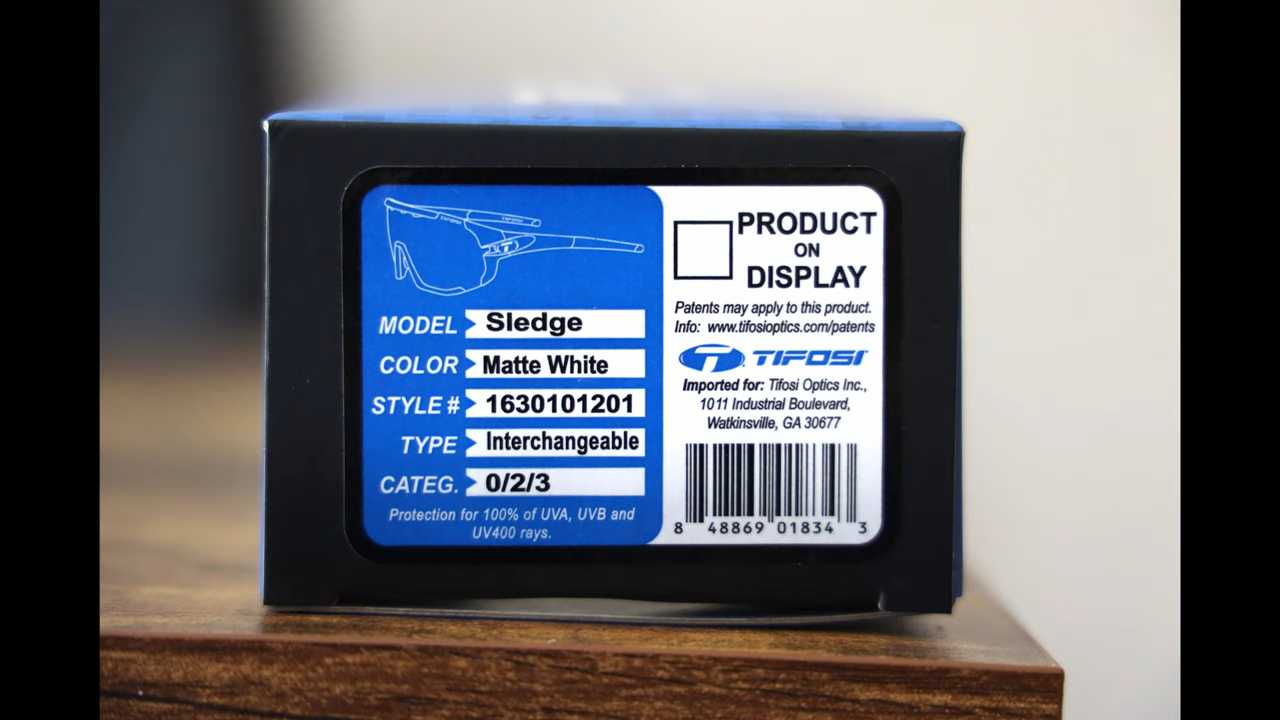 MODEL Sledge
COLOR Matte White
STYLE # 1630101201
TYPE Interchangeable
CATEG. 0/2/3
Protection for 100% of UVA, UVB and
UV400 rays.
PRODUCT
ON
DISPLAY
Patents may apply to this product.
Info: www.tifosioptics.com/patents
T TIFOSI
Imported for: Tifosi Optics Inc.,
1011 Industrial Boulevard,
Watkinsville, GA 30677
8 48869 01834 3